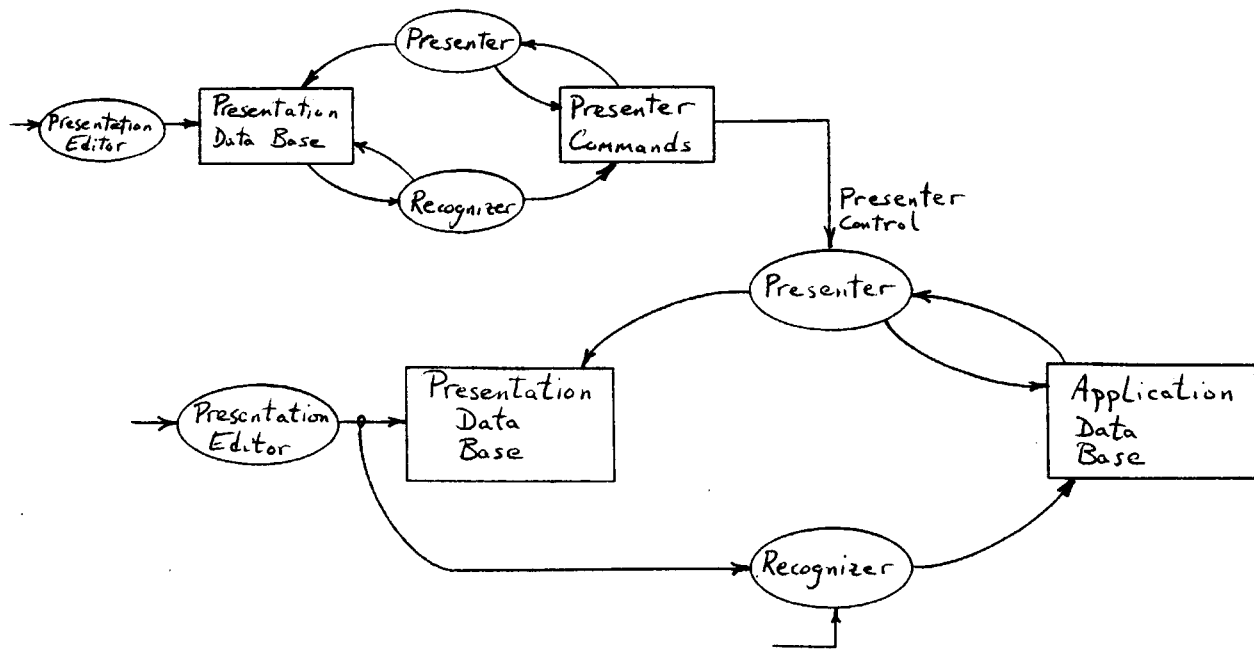 Presenter
Presentation
Data Base
Presenter
Commands
Presentation
Editor
Recognizer
Presenter
Control
Presenter
Presentation
Data
Base
Application
Data
Base
Presentation
Editor
Recognizer